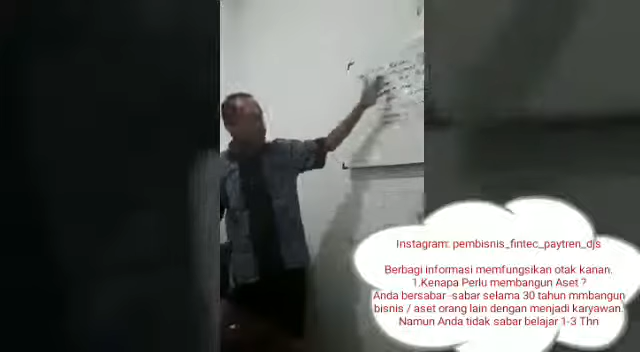 Instagram: pembisnis_fintec_paytren_djs
Berbagi informasi memfungsikan otak kanan.
1.Kenapa Perlu membangun Aset ?
Anda bersabar -sabar selama 30 tahun mmbangun
bisnis / aset orang lain dengan menjadi karyawan.
Namun Anda tidak sabar belajar 1-3 Thn